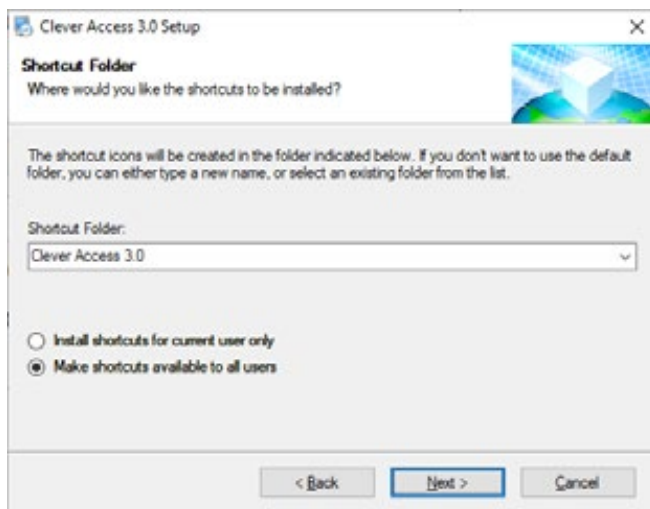 Clever Access 3.0 Setup
Shortcut Folder
Where would you like the shortcuts to be installed?
The shortcut icons will be created in the folder indicated below. If you don't want to use the default
folder, you can either type a new name, or select an existing folder from the list.
Shortcut Folder:
Clever Access 3.0
Install shortcuts for current user only
Make shortcuts available to all users
< Back
Next >
Cancel